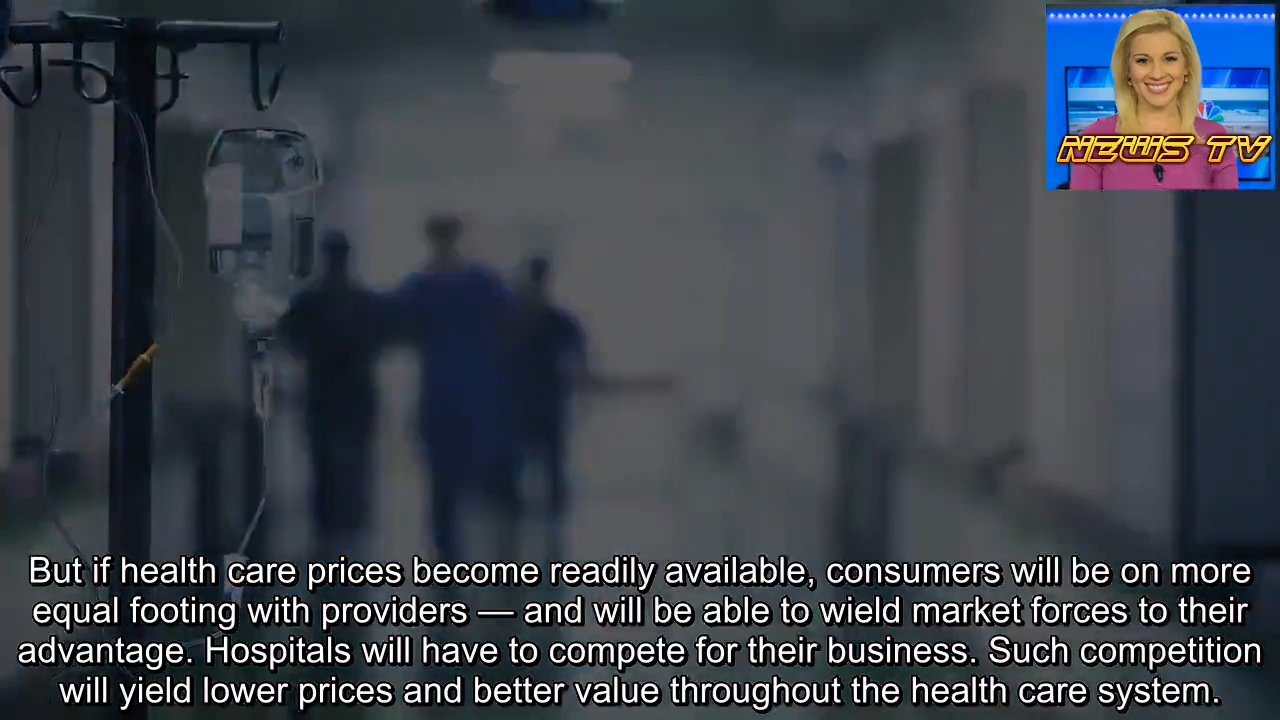 NEWS TV
But if health care prices become readily available, consumers will be on more
equal footing with providers — and will be able to wield market forces to their
advantage. Hospitals will have to compete for their business. Such competition
will yield lower prices and better value throughout the health care system.